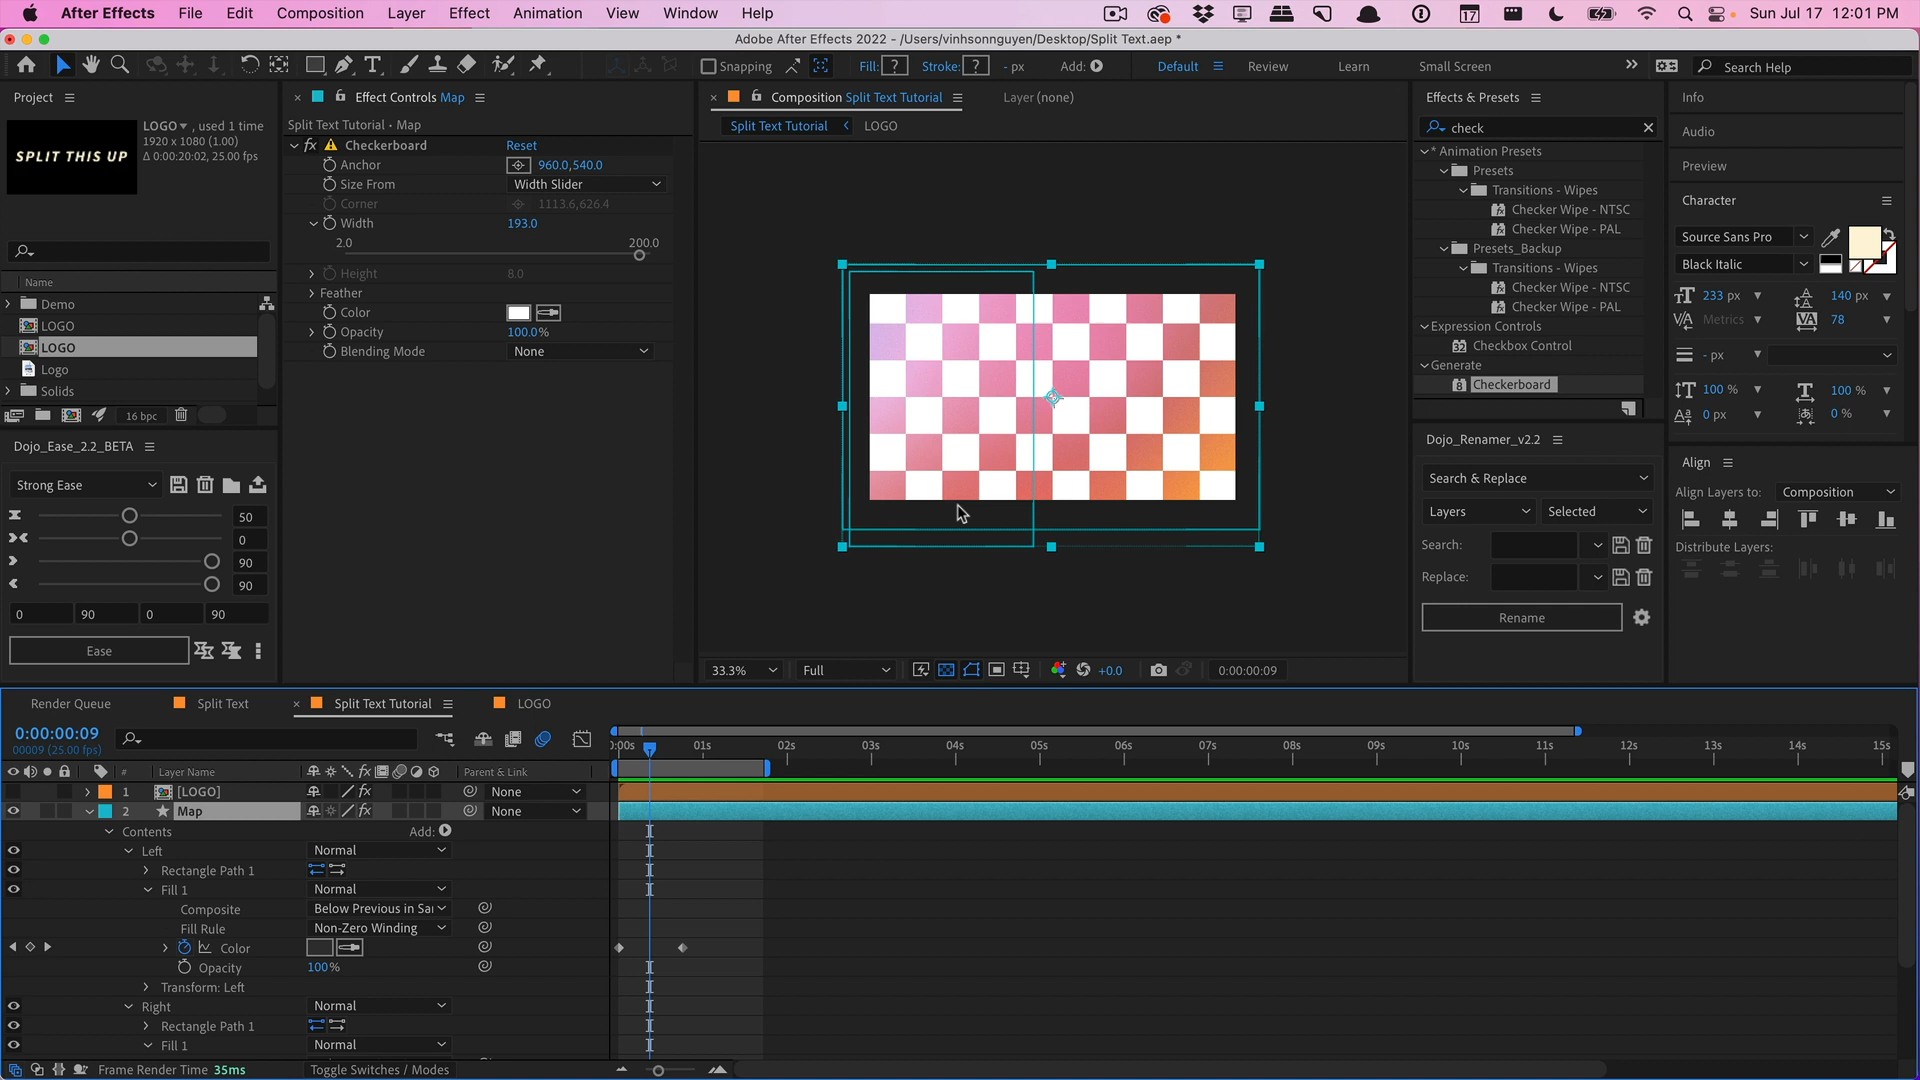 After Effects File Edit Composition Layer Effect Animation View Window Help
17
Sun Jul 17 12:01 PM
Adobe After Effects 2022 - /Users/vinhsonnguyen/Desktop/Split Text.aep *
Snapping
Fill: ?
Stroke: ? - px
Add:
Default Review Learn Small Screen
Search Help
Project
LOGO , used 1 time
1920 x 1080 (1.00)
Δ 0:00:20:02, 25.00 fps
SPLIT THIS UP
Name
Demo
LOGO
LOGO
Logo
Solids
16 bpc
Dojo_Ease_2.2_BETA
Strong Ease
50
0
90
90
0 90 0 90
Ease
Effect Controls Map
Split Text Tutorial • Map
fx Checkerboard Reset
Anchor 960.0,540.0
Size From Width Slider
Corner 1113.6,626.4
Width 193.0
2.0 200.0
Height 8.0
Feather
Color
Opacity 100.0%
Blending Mode None
Composition Split Text Tutorial
Layer (none)
Split Text Tutorial LOGO
33.3% Full +0.0 0:00:00:09
Effects & Presets
check
* Animation Presets
Presets
Transitions - Wipes
Checker Wipe - NTSC
Checker Wipe - PAL
Presets_Backup
Transitions - Wipes
Checker Wipe - NTSC
Checker Wipe - PAL
Expression Controls
Checkbox Control
Generate
Checkerboard
Dojo_Renamer_v2.2
Search & Replace
Layers Selected
Search:
Replace:
Rename
Info
Audio
Preview
Character
Source Sans Pro
Black Italic
233 px 140 px
Metrics 78
- px
100 % 100 %
0 px 0 %
Align
Align Layers to: Composition
Distribute Layers:
Render Queue Split Text Split Text Tutorial LOGO
0:00:00:09
00009 (25.00 fps)
# Layer Name fx Parent & Link
0:00s 01s 02s 03s 04s 05s 06s 07s 08s 09s 10s 11s 12s 13s 14s 15s
1 [LOGO] fx None
2 Map fx None
Contents Add:
Left Normal
Rectangle Path 1
Fill 1 Normal
Composite Below Previous in Sa
Fill Rule Non-Zero Winding
Color
Opacity 100%
Transform: Left
Right Normal
Rectangle Path 1
Fill 1 Normal
Frame Render Time 35ms
Toggle Switches / Modes